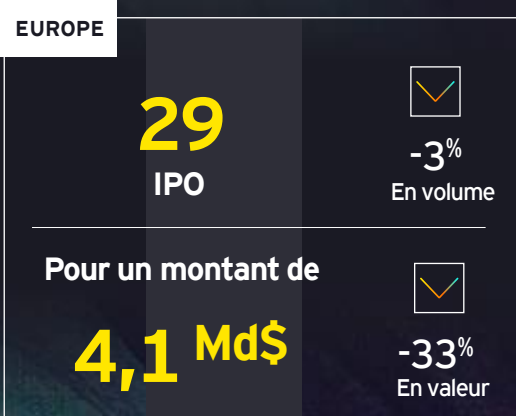 EUROPE
29
IPO
-3%
En volume
Pour un montant de
4,1 Md$
-33%
En valeur